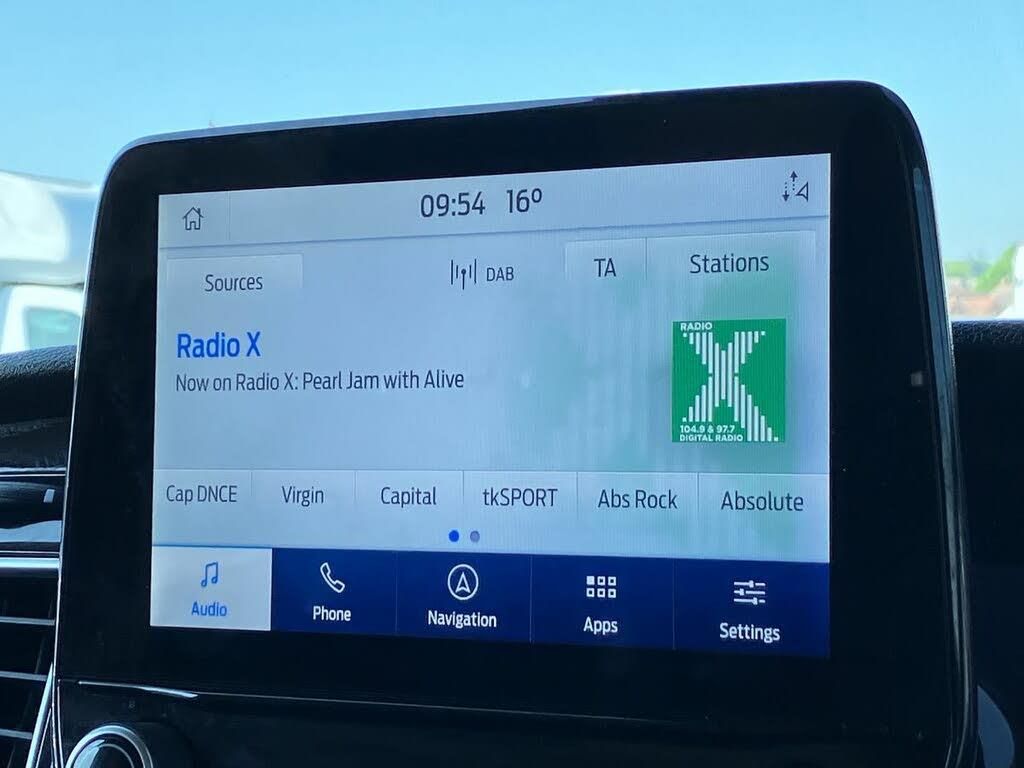 09:54 16º
Sources
DAB
TA
Stations
Radio X
Now on Radio X: Pearl Jam with Alive
RADIO
X
104.9 & 97.7
DIGITAL RADIO
Cap DNCE
Virgin
Capital
tkSPORT
Abs Rock
Absolute
Audio
Phone
Navigation
Apps
Settings